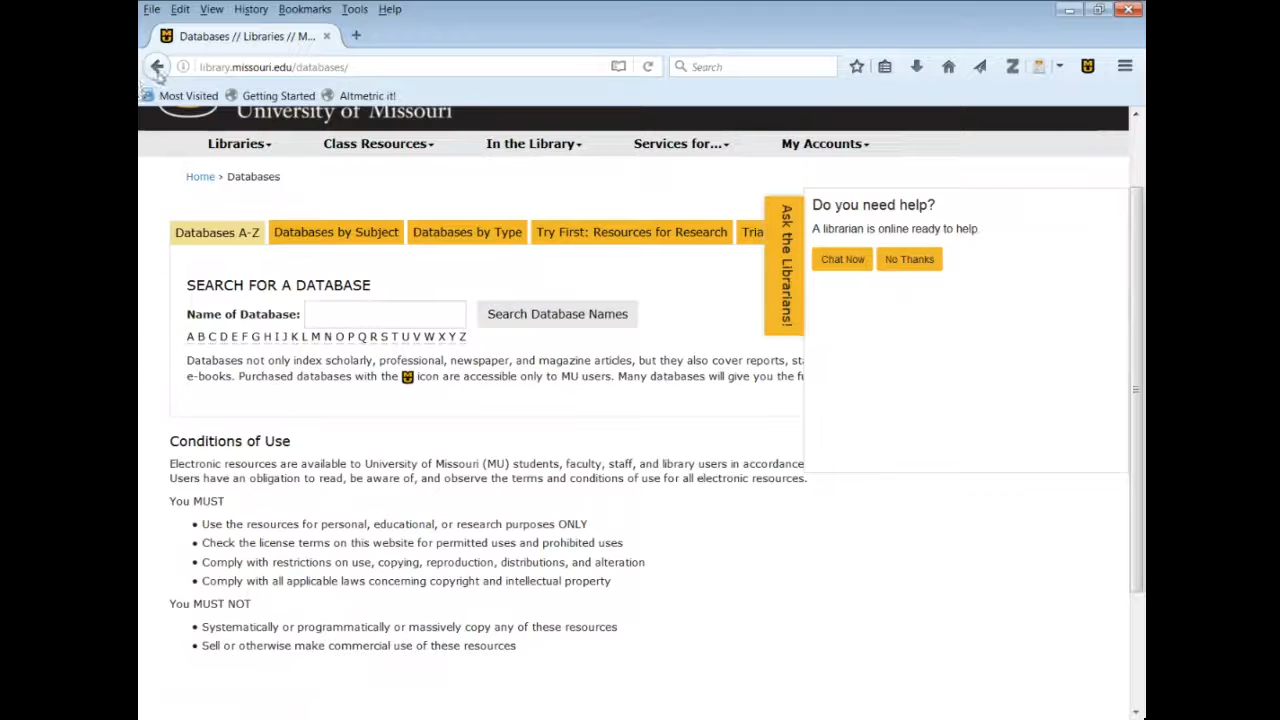 File Edit View History Bookmarks Tools Help
Databases // Libraries // M...
library.missouri.edu/databases/
Search
Most Visited Getting Started Altmetric it!
University of Missouri
Libraries Class Resources In the Library Services for... My Accounts
Home > Databases
Databases A-Z Databases by Subject Databases by Type Try First: Resources for Research Tria
Ask the Librarians!
Do you need help?
A librarian is online ready to help.
Chat Now No Thanks
SEARCH FOR A DATABASE
Name of Database: Search Database Names
A B C D E F G H I J K L M N O P Q R S T U V W X Y Z
Databases not only index scholarly, professional, newspaper, and magazine articles, but they also cover reports, sta
e-books. Purchased databases with the icon are accessible only to MU users. Many databases will give you the fu
Conditions of Use
Electronic resources are available to University of Missouri (MU) students, faculty, staff, and library users in accordance
Users have an obligation to read, be aware of, and observe the terms and conditions of use for all electronic resources.
You MUST
• Use the resources for personal, educational, or research purposes ONLY
• Check the license terms on this website for permitted uses and prohibited uses
• Comply with restrictions on use, copying, reproduction, distributions, and alteration
• Comply with all applicable laws concerning copyright and intellectual property
You MUST NOT
• Systematically or programmatically or massively copy any of these resources
• Sell or otherwise make commercial use of these resources